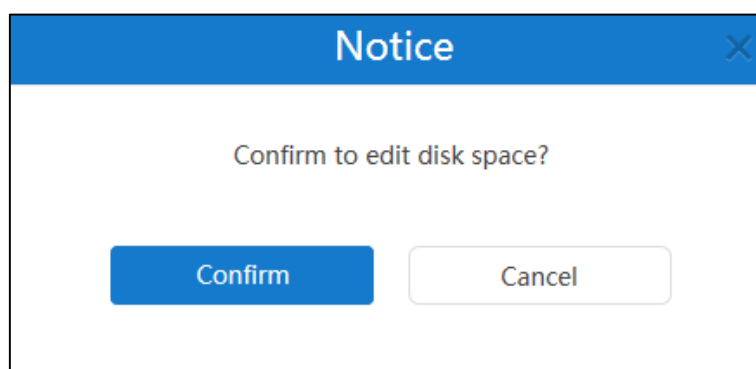 Notice
Confirm to edit disk space?
Confirm
Cancel